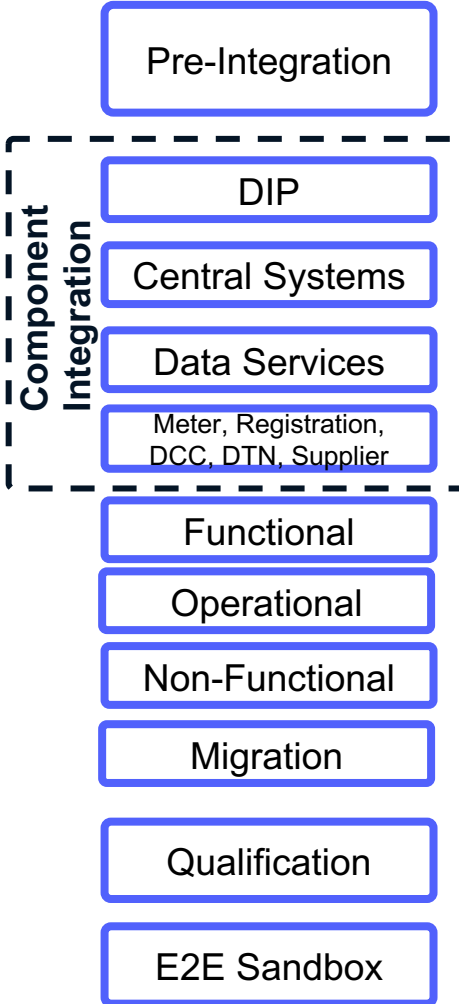 Pre-Integration
Component
Integration
DIP
Central Systems
Data Services
Meter, Registration,
DCC, DTN, Supplier
Functional
Operational
Non-Functional
Migration
Qualification
E2E Sandbox